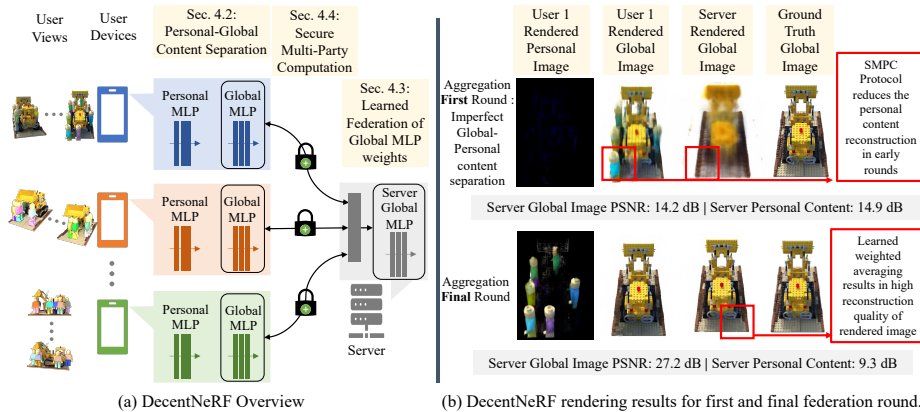 User
Views
User
Devices
Sec. 4.2:
Personal-Global
Content Separation
Sec. 4.4:
Secure
Multi-Party
Computation
Sec. 4.3:
Learned
Federation of
Global MLP
weights
Personal
MLP
Global
MLP
Personal
MLP
Global
MLP
Personal
MLP
Global
MLP
Server
Global
MLP
Server
(a) DecentNeRF Overview
User 1
Rendered
Personal
Image
User 1
Rendered
Global
Image
Server
Rendered
Global
Image
Ground
Truth
Global
Image
Aggregation
First Round :
Imperfect
Global-
Personal
content
separation
SMPC
Protocol
reduces the
personal
content
reconstruction
in early
rounds
Server Global Image PSNR: 14.2 dB | Server Personal Content: 14.9 dB
Aggregation
Final Round
Learned
weighted
averaging
results in high
reconstruction
quality of
rendered image
Server Global Image PSNR: 27.2 dB | Server Personal Content: 9.3 dB
(b) DecentNeRF rendering results for first and final federation round.